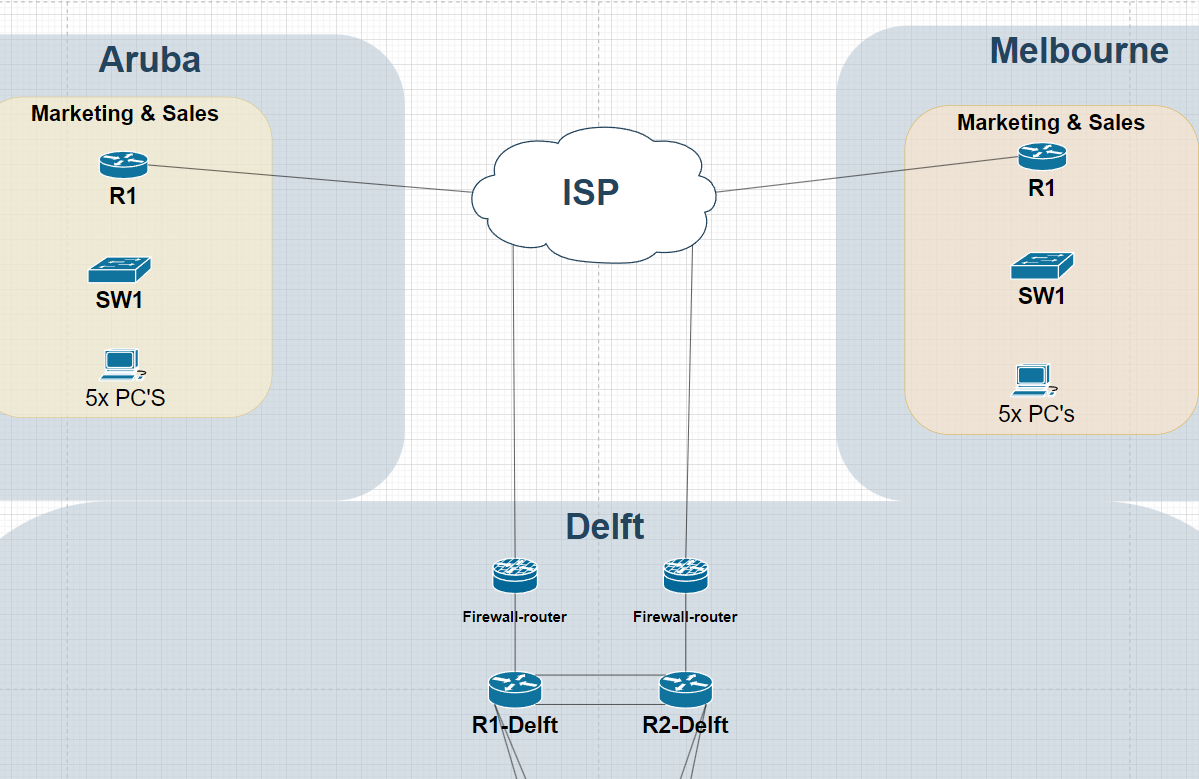 Aruba
Marketing & Sales
R1
SW1
5x PC'S
ISP
Melbourne
Marketing & Sales
R1
SW1
5x PC's
Delft
Firewall-router
Firewall-router
R1-Delft
R2-Delft